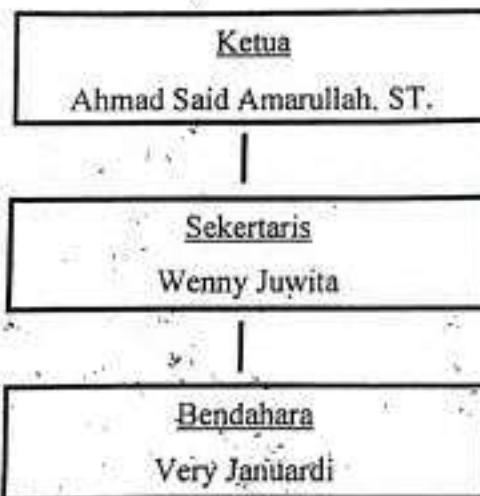 Ketua
Ahmad Said Amarullah. ST.
Sekertaris
Wenny Juwita
Bendahara
Very Januardi